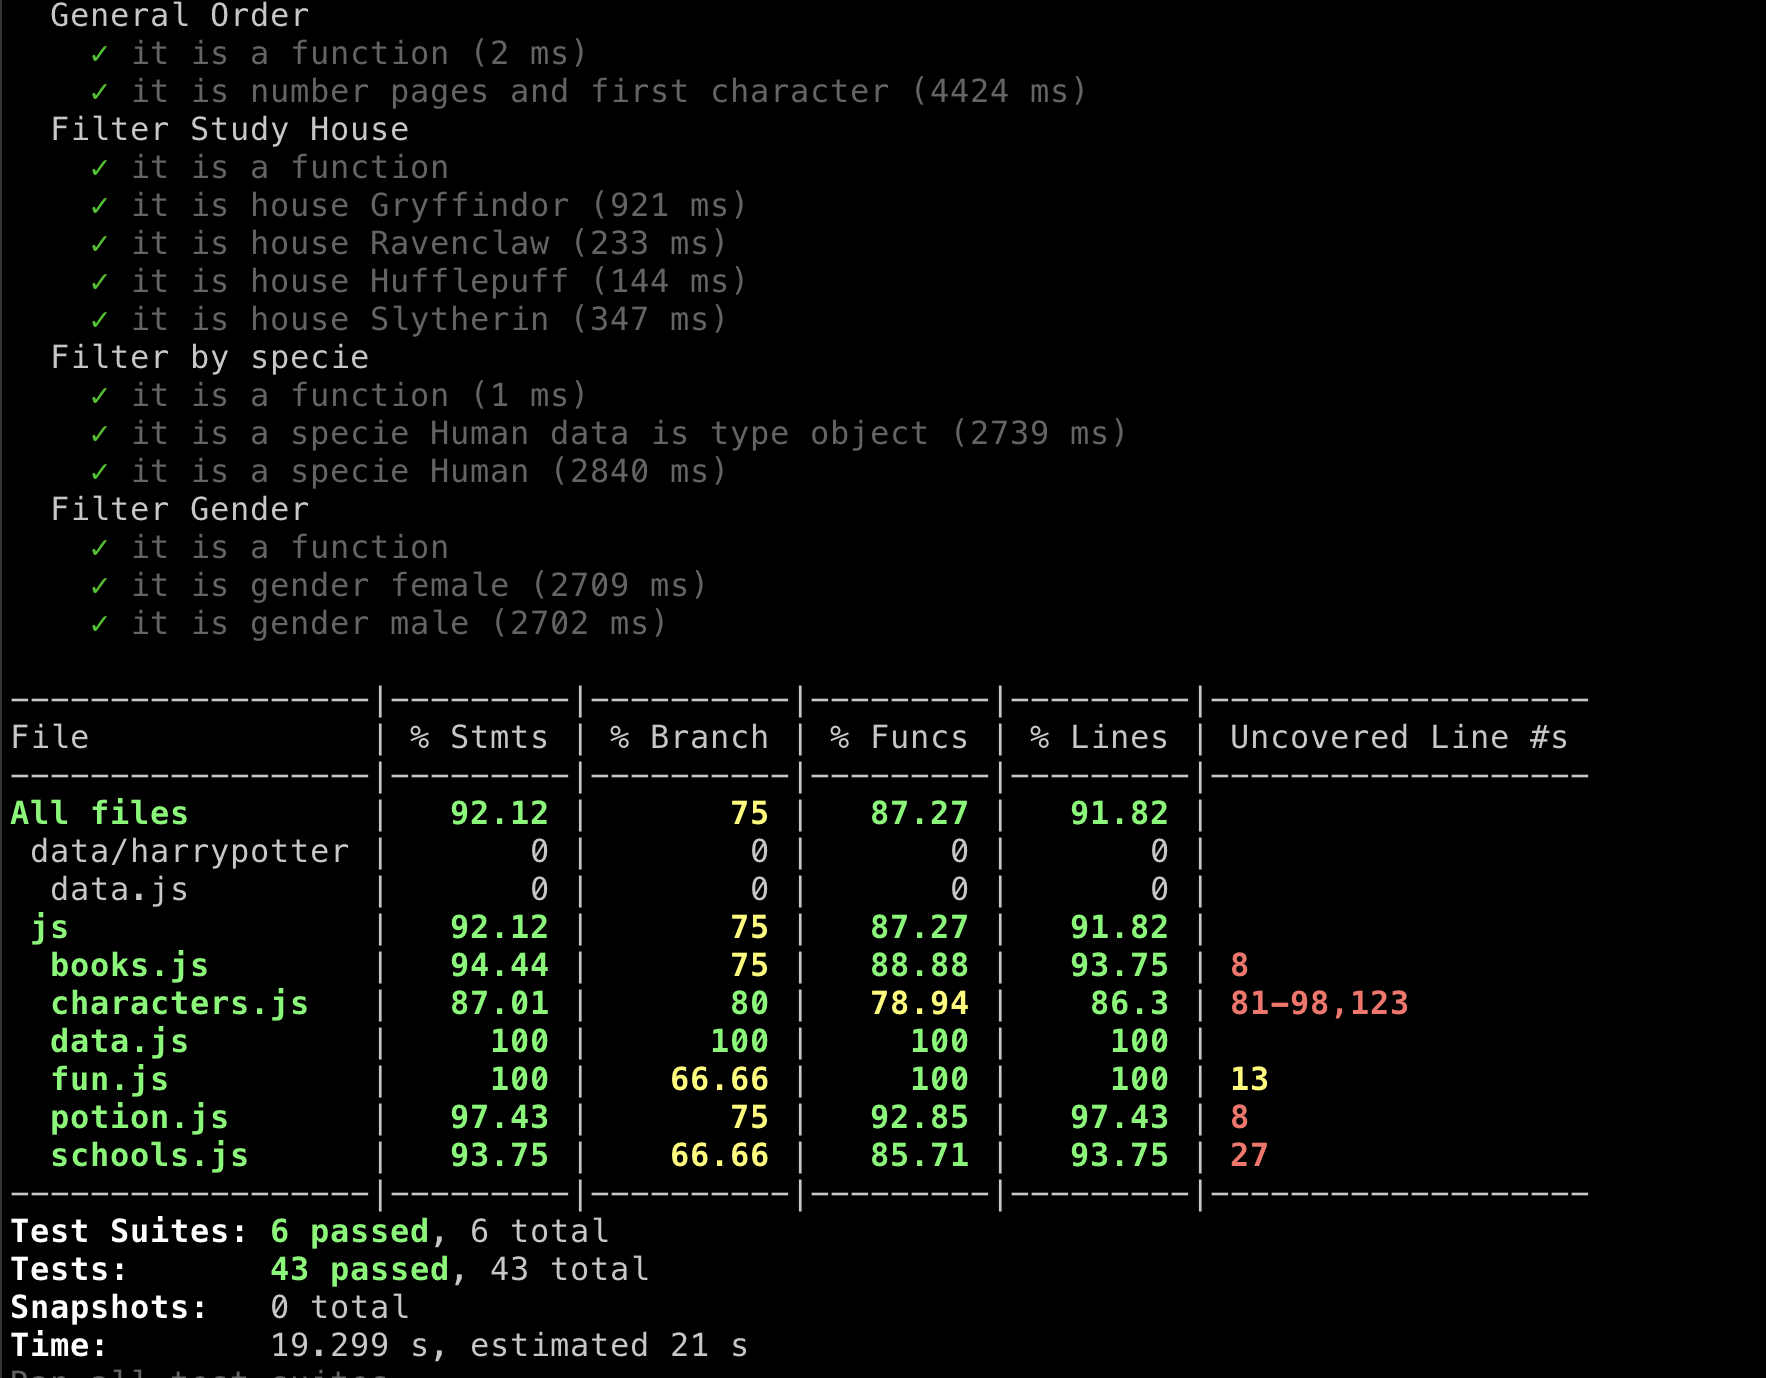 General Order
✓ it is a function (2 ms)
✓ it is number pages and first character (4424 ms)
Filter Study House
✓ it is a function
✓ it is house Gryffindor (921 ms)
✓ it is house Ravenclaw (233 ms)
✓ it is house Hufflepuff (144 ms)
✓ it is house Slytherin (347 ms)
Filter by specie
✓ it is a function (1 ms)
✓ it is a specie Human data is type object (2739 ms)
✓ it is a specie Human (2840 ms)
Filter Gender
✓ it is a function
✓ it is gender female (2709 ms)
✓ it is gender male (2702 ms)
------------------|---------|----------|---------|---------|-------------------
File              | % Stmts | % Branch | % Funcs | % Lines | Uncovered Line #s
------------------|---------|----------|---------|---------|-------------------
All files         |   92.12 |       75 |   87.27 |   91.82 |
 data/harrypotter |       0 |        0 |       0 |       0 |
  data.js         |       0 |        0 |       0 |       0 |
 js               |   92.12 |       75 |   87.27 |   91.82 |
  books.js        |   94.44 |       75 |   88.88 |   93.75 | 8
  characters.js   |   87.01 |       80 |   78.94 |    86.3 | 81-98,123
  data.js         |     100 |      100 |     100 |     100 |
  fun.js          |     100 |    66.66 |     100 |     100 | 13
  potion.js       |   97.43 |       75 |   92.85 |   97.43 | 8
  schools.js      |   93.75 |    66.66 |   85.71 |   93.75 | 27
------------------|---------|----------|---------|---------|-------------------
Test Suites: 6 passed, 6 total
Tests:       43 passed, 43 total
Snapshots:   0 total
Time:        19.299 s, estimated 21 s
Ran all test suites.